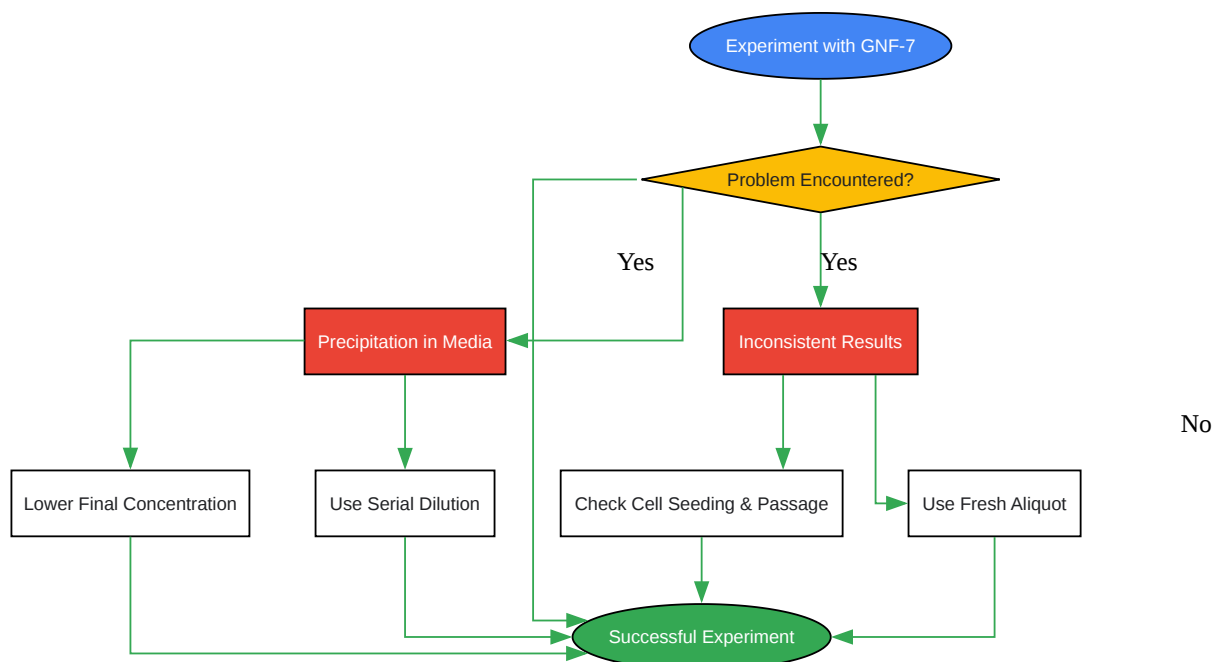 Experiment with GNF-7
Problem Encountered?
Yes
Yes
Precipitation in Media
Inconsistent Results
No
Lower Final Concentration
Use Serial Dilution
Check Cell Seeding & Passage
Use Fresh Aliquot
Successful Experiment